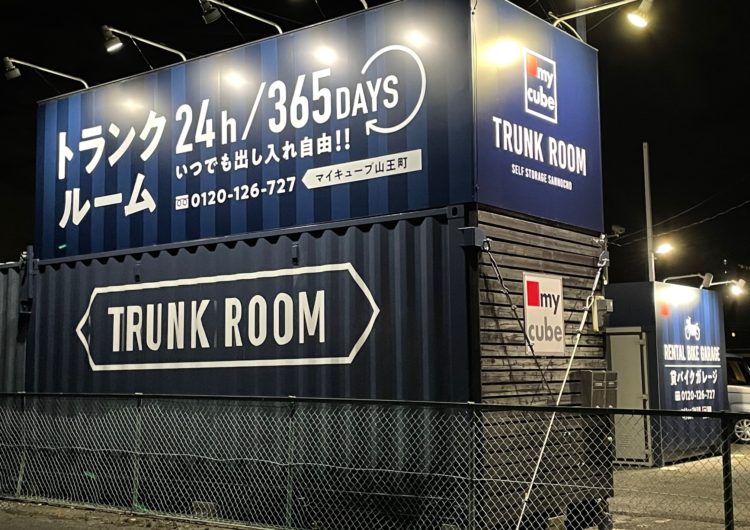 トランク
ルーム
24h/365DAYS
いつでも出し入れ自由!!
0120-126-727
マイキューブ山王町
my
cube
TRUNK ROOM
SELF STORAGE SANNOCHO
TRUNK ROOM
my
cube
RENTAL BIKE GARAGE
貸バイクガレージ
0120-126-727